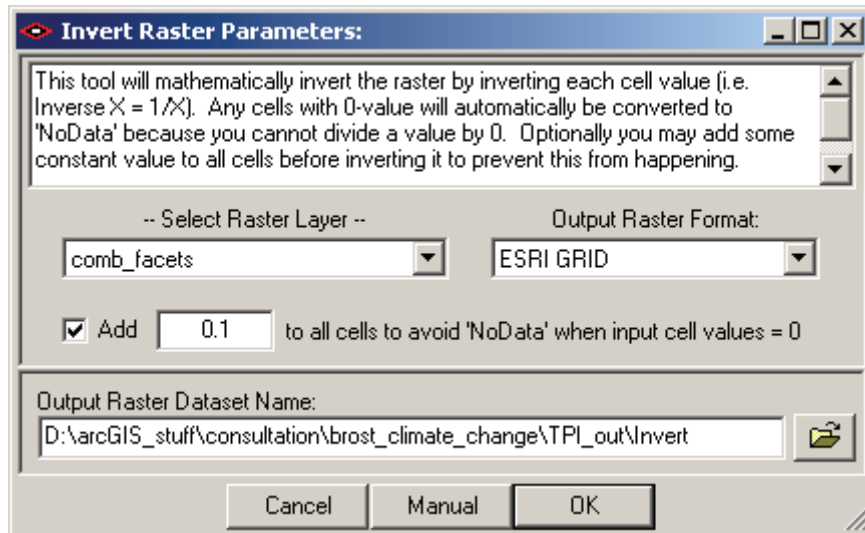 Invert Raster Parameters:
This tool will mathematically invert the raster by inverting each cell value (i.e.
Inverse X = 1/X). Any cells with 0-value will automatically be converted to
'NoData' because you cannot divide a value by 0. Optionally you may add some
constant value to all cells before inverting it to prevent this from happening.
-- Select Raster Layer --
Output Raster Format:
comb_facets
ESRI GRID
Add 0.1 to all cells to avoid 'NoData' when input cell values = 0
Output Raster Dataset Name:
D:\arcGIS_stuff\consultation\brost_climate_change\TPI_out\Invert
Cancel
Manual
OK